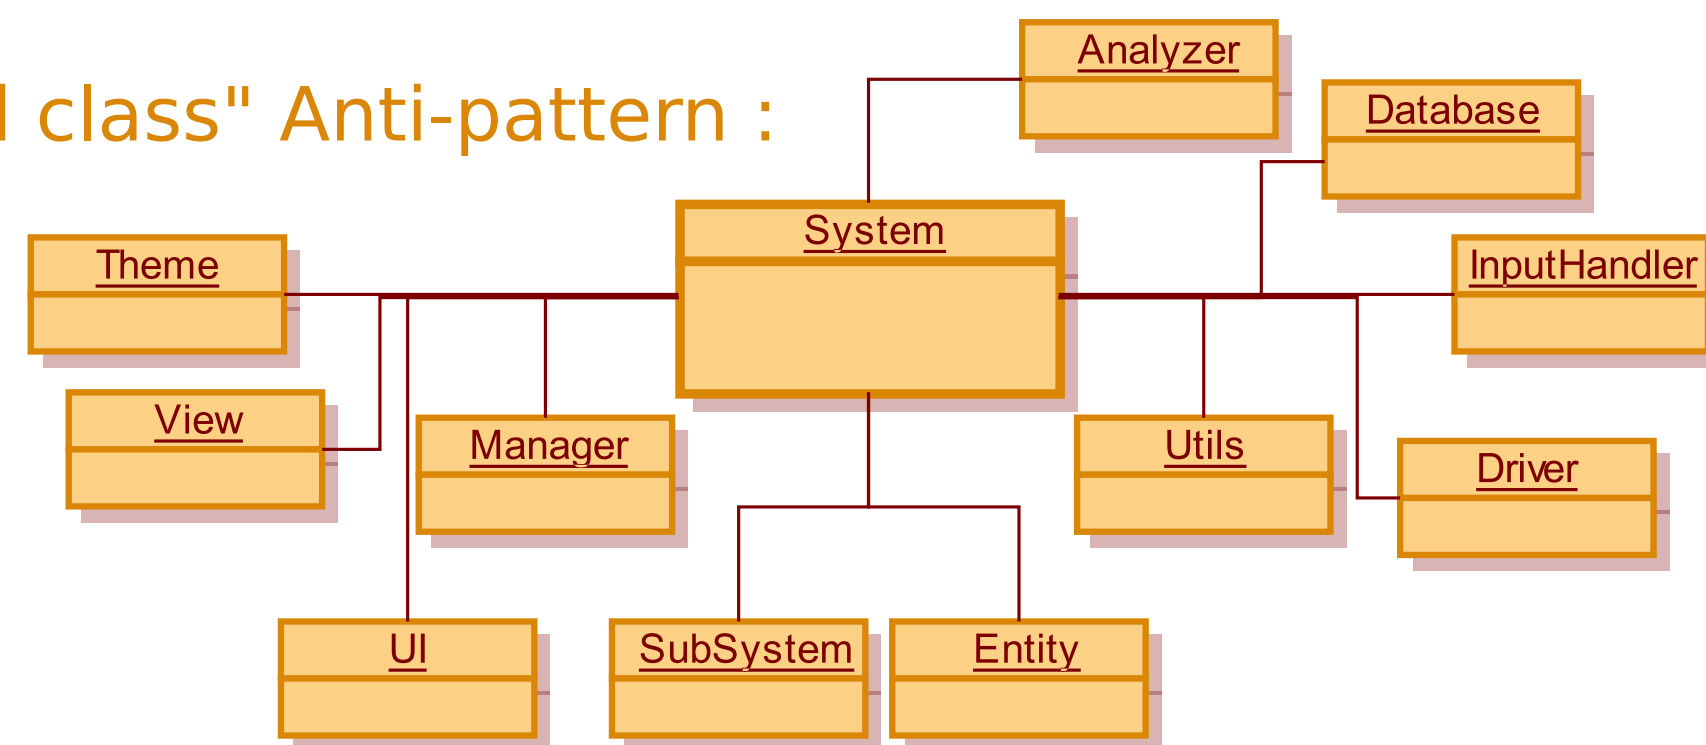 class" Anti-pattern :
Analyzer
Database
System
Theme
InputHandler
View
Manager
Utils
Driver
UI
SubSystem
Entity